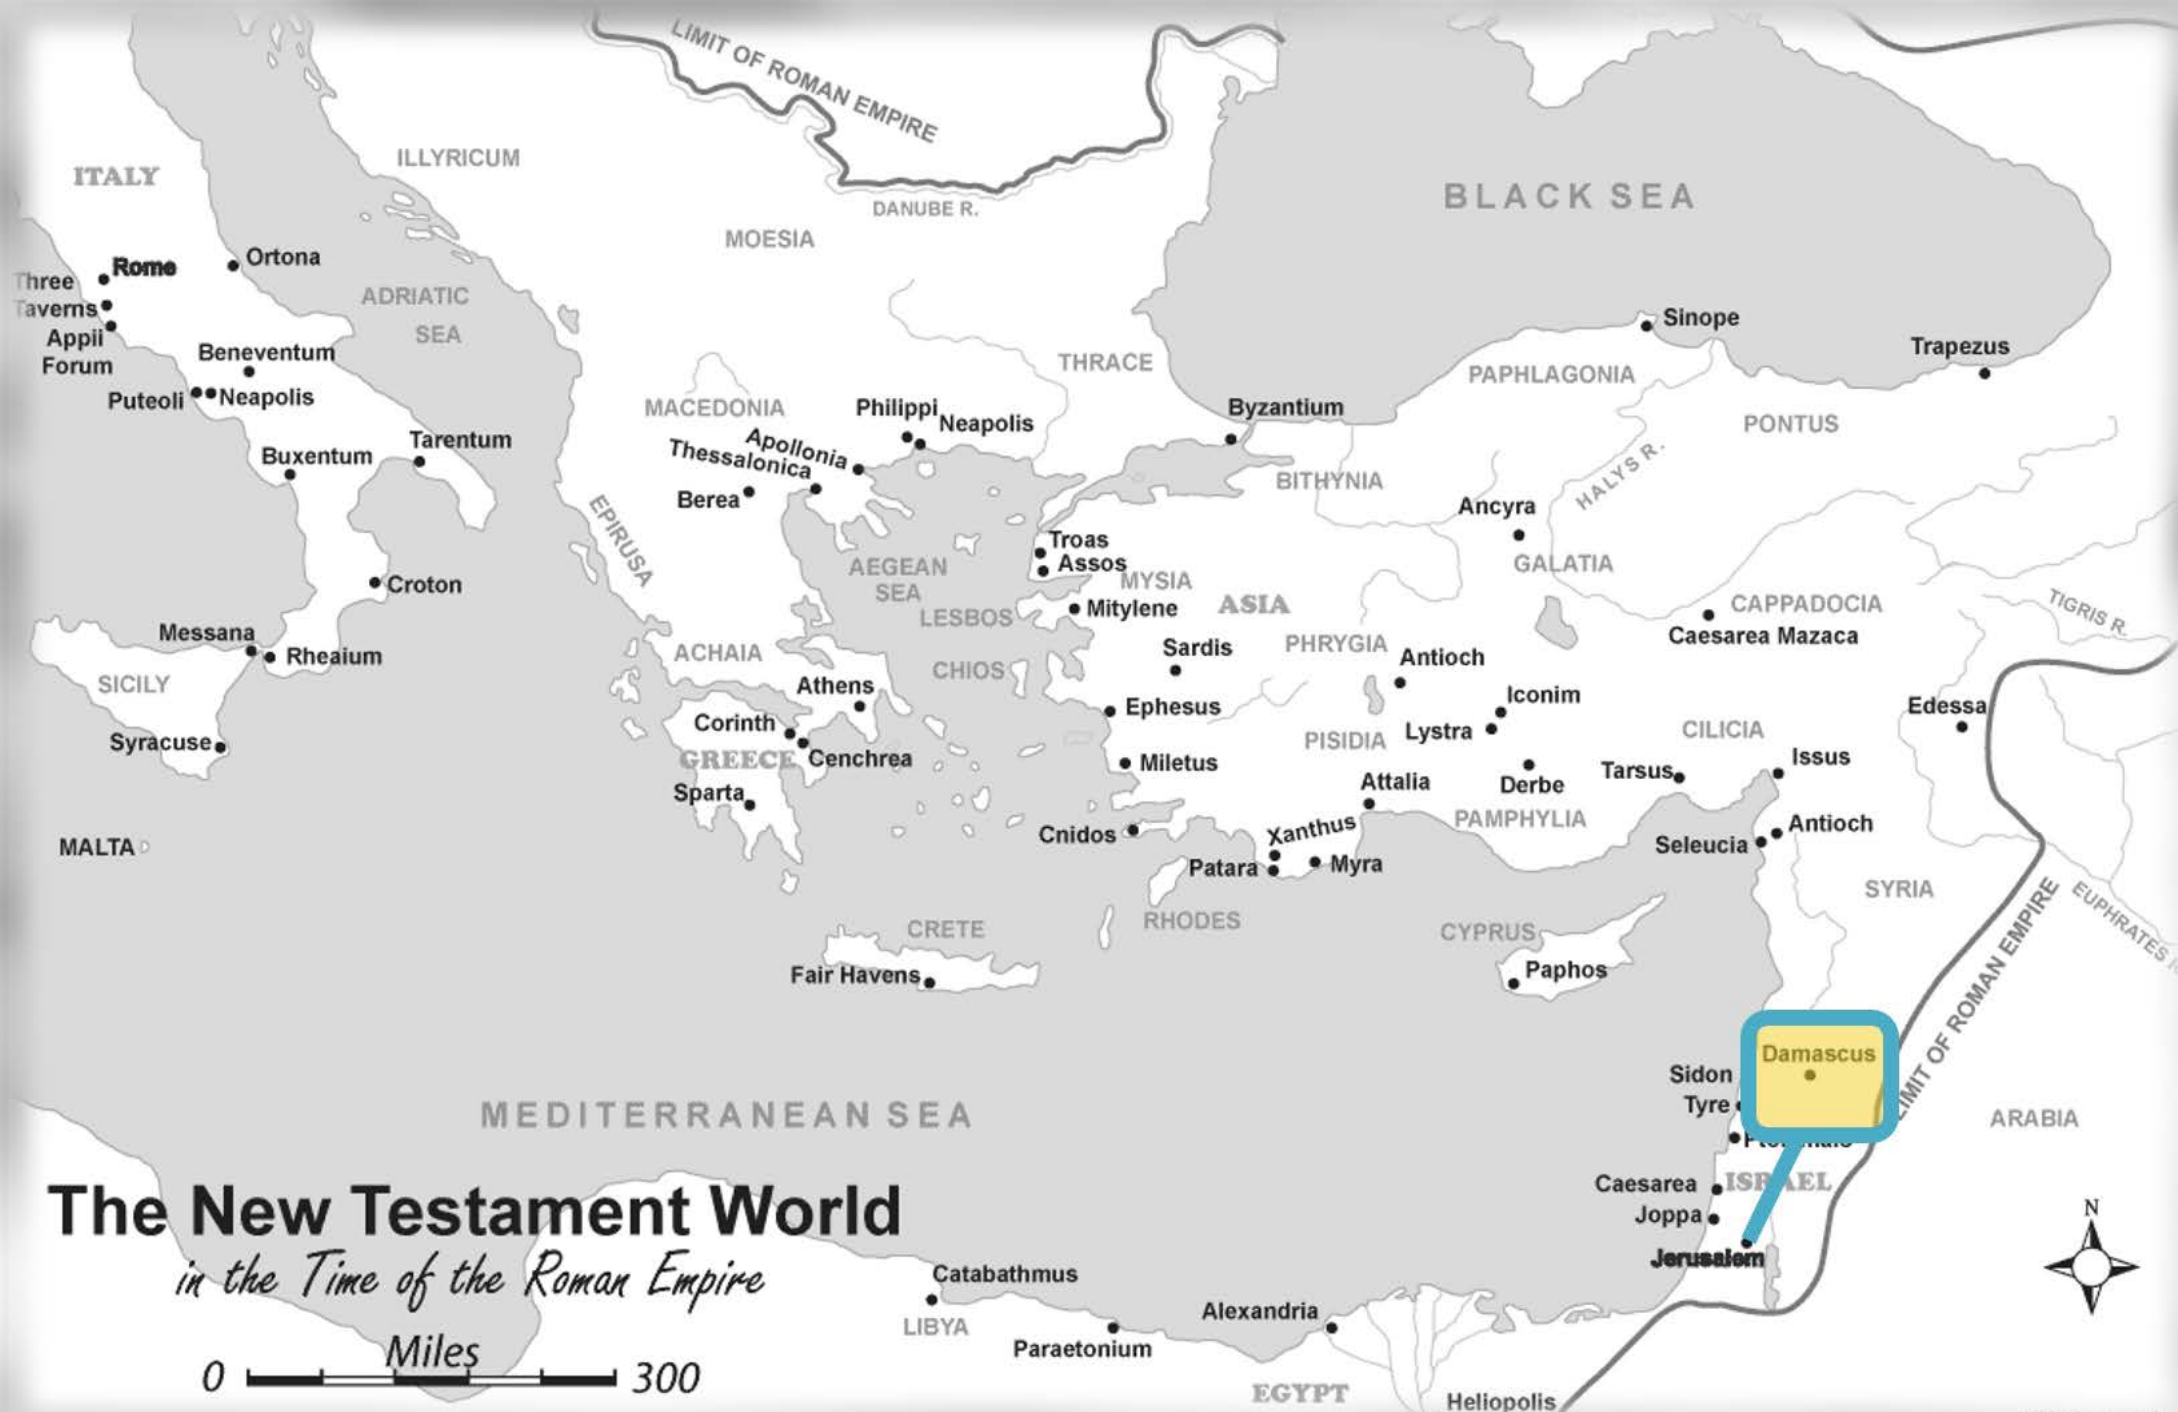 LIMIT OF ROMAN EMPIRE
ILLYRICUM
ITALY
BLACK SEA
DANUBE R.
MOESIA
Ortona
Rome
Three
Taverns
ADRIATIC
SEA
Appii
Forum
Sinope
Trapezus
Beneventum
THRACE
PAPHLAGONIA
Puteoli
Neapolis
MACEDONIA
Philippi
Neapolis
Byzantium
PONTUS
Tarentum
Apollonia
Thessalonica
Buxentum
Berea
BITHYNIA
HALYS R.
Ancyra
EPIRUSA
Troas
Assos
AEGEAN
SEA
MYSIA
GALATIA
Croton
LESBOS
Mitylene
ASIA
CAPPADOCIA
Caesarea Mazaca
TIGRIS R.
Messana
Rheaium
ACHAIA
Sardis
PHRYGIA
Antioch
SICILY
CHIOS
Athens
Iconim
Edessa
Corinth
Ephesus
Lystra
CILICIA
Syracuse
GREECE
Cenchrea
PISIDIA
Miletus
Issus
Sparta
Attalia
Derbe
Tarsus
MALTA
Cnidos
Xanthus
PAMPHYLIA
Antioch
Seleucia
Patara
Myra
SYRIA
CRETE
RHODES
CYPRUS
EUPHRATES
Fair Havens
Paphos
LIMIT OF ROMAN EMPIRE
Damascus
Sidon
Tyre
MEDITERRANEAN SEA
ARABIA
Caesarea
ISRAEL
Joppa
The New Testament World
in the Time of the Roman Empire
Jerusalem
N
Catabathmus
LIBYA
Alexandria
Paraetonium
Miles
0 300
EGYPT
Heliopolis